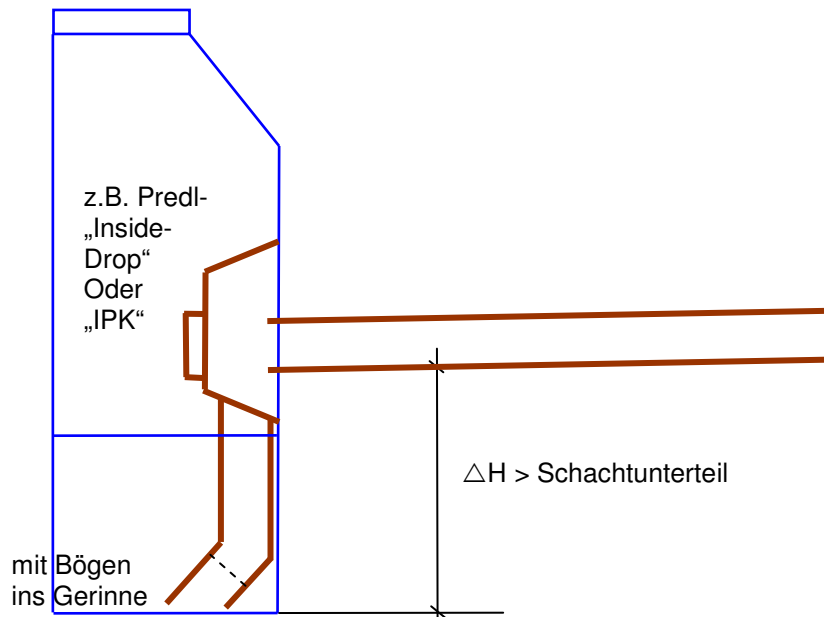 z.B. Predl-
„Inside-
Drop“
Oder
„IPK“
△H > Schachtunterteil
mit Bögen
ins Gerinne